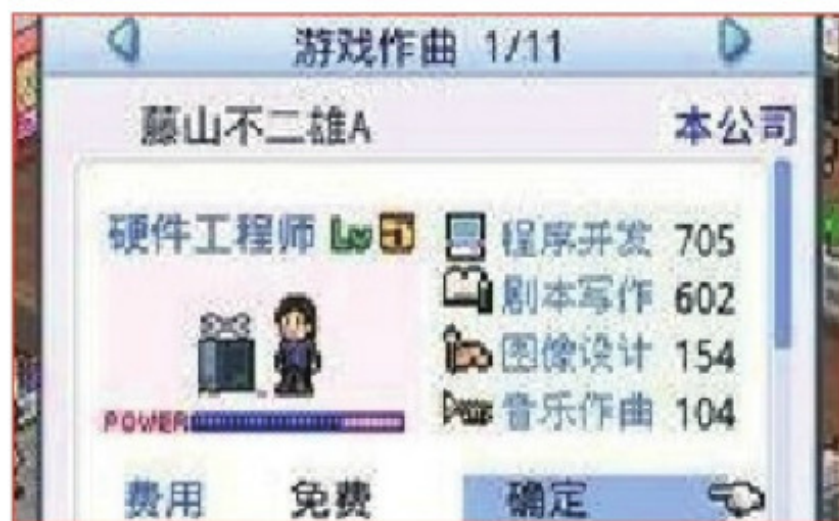 游戏作曲 1/11
藤山不二雄A 本公司
硬件工程师 Lv 5
程序开发 705
剧本写作 602
图像设计 154
音乐作曲 104
POWER
费用 免费 确定